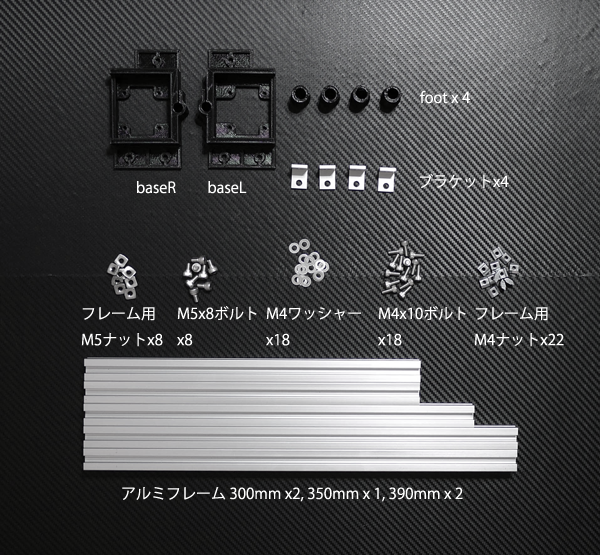 foot x 4
baseR
baseL
ブラケットx4
フレーム用
M5ナットx8
M5x8ボルト
x8
M4ワッシャー
x18
M4x10ボルト
x18
フレーム用
M4ナットx22
アルミフレーム 300mm x2, 350mm x 1, 390mm x 2